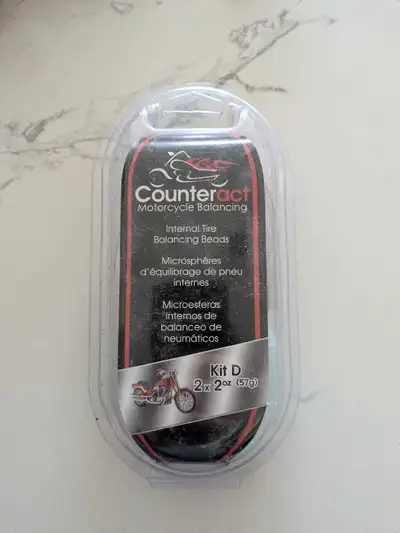 Counteract
Motorcycle Balancing
Internal Tire
Balancing Beads
Microsphères
d'équilibrage de pneu
internes
Microesferas
internos de
balanceo de
neumáticos
Kit D
2 x 2oz (57g)